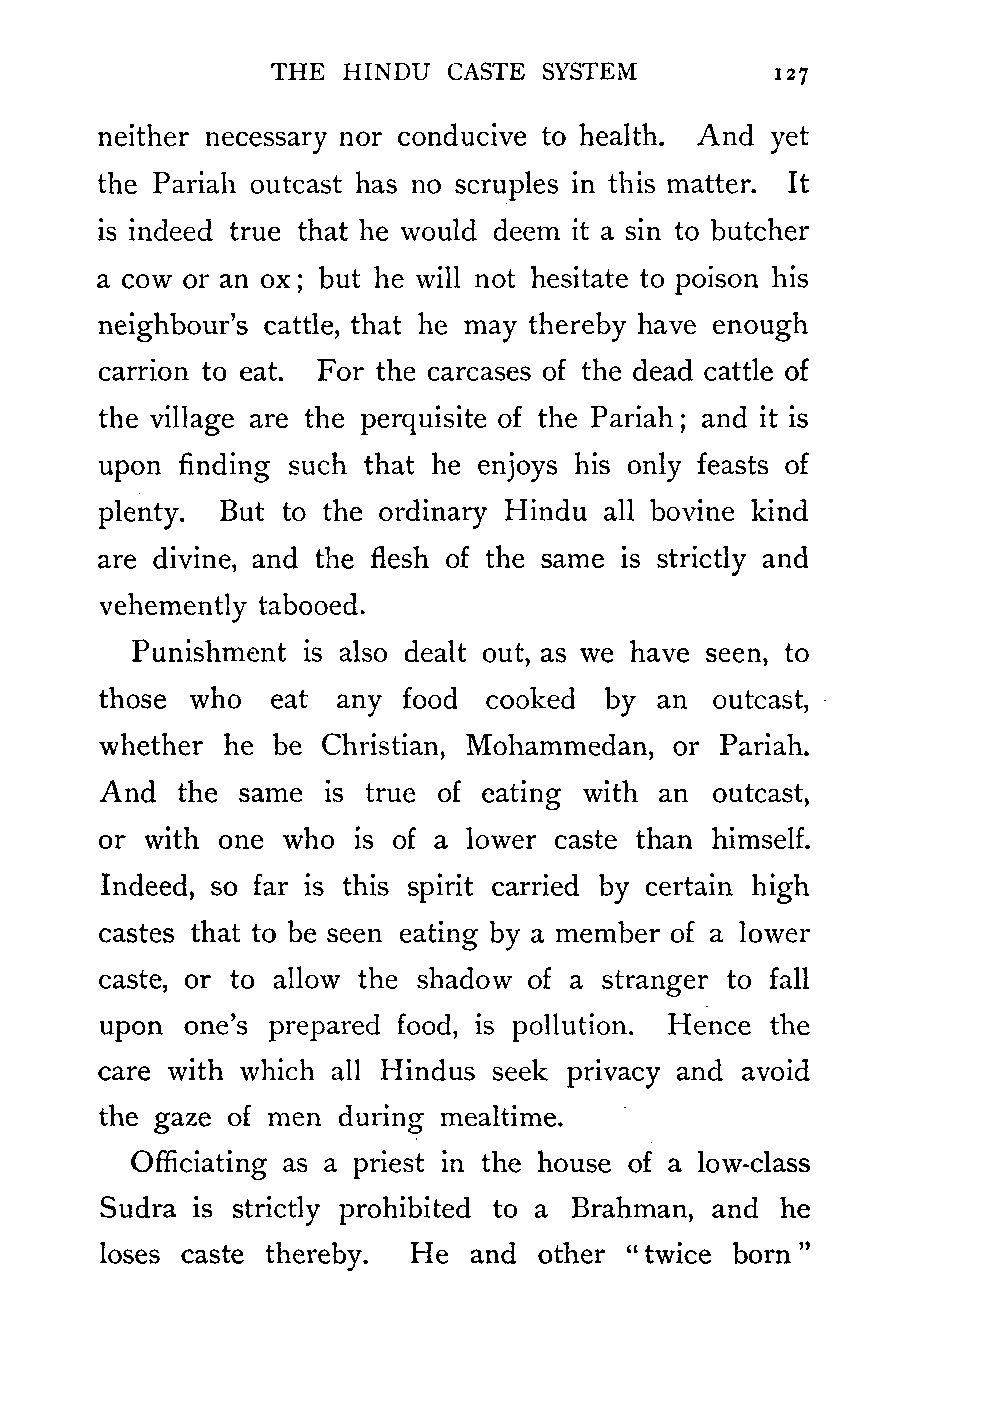 THE HINDU CASTE SYSTEM 127
neither necessary nor conducive to health. And yet
the Pariah outcast has no scruples in this matter. It
is indeed true that he would deem it a sin to butcher
a cow or an ox; but he will not hesitate to poison his
neighbour's cattle, that he may thereby have enough
carrion to eat. For the carcases of the dead cattle of
the village are the perquisite of the Pariah; and it is
upon finding such that he enjoys his only feasts of
plenty. But to the ordinary Hindu all bovine kind
are divine, and the flesh of the same is strictly and
vehemently tabooed.
Punishment is also dealt out, as we have seen, to
those who eat any food cooked by an outcast,
whether he be Christian, Mohammedan, or Pariah.
And the same is true of eating with an outcast,
or with one who is of a lower caste than himself.
Indeed, so far is this spirit carried by certain high
castes that to be seen eating by a member of a lower
caste, or to allow the shadow of a stranger to fall
upon one's prepared food, is pollution. Hence the
care with which all Hindus seek privacy and avoid
the gaze of men during mealtime.
Officiating as a priest in the house of a low-class
Sudra is strictly prohibited to a Brahman, and he
loses caste thereby. He and other "twice born"